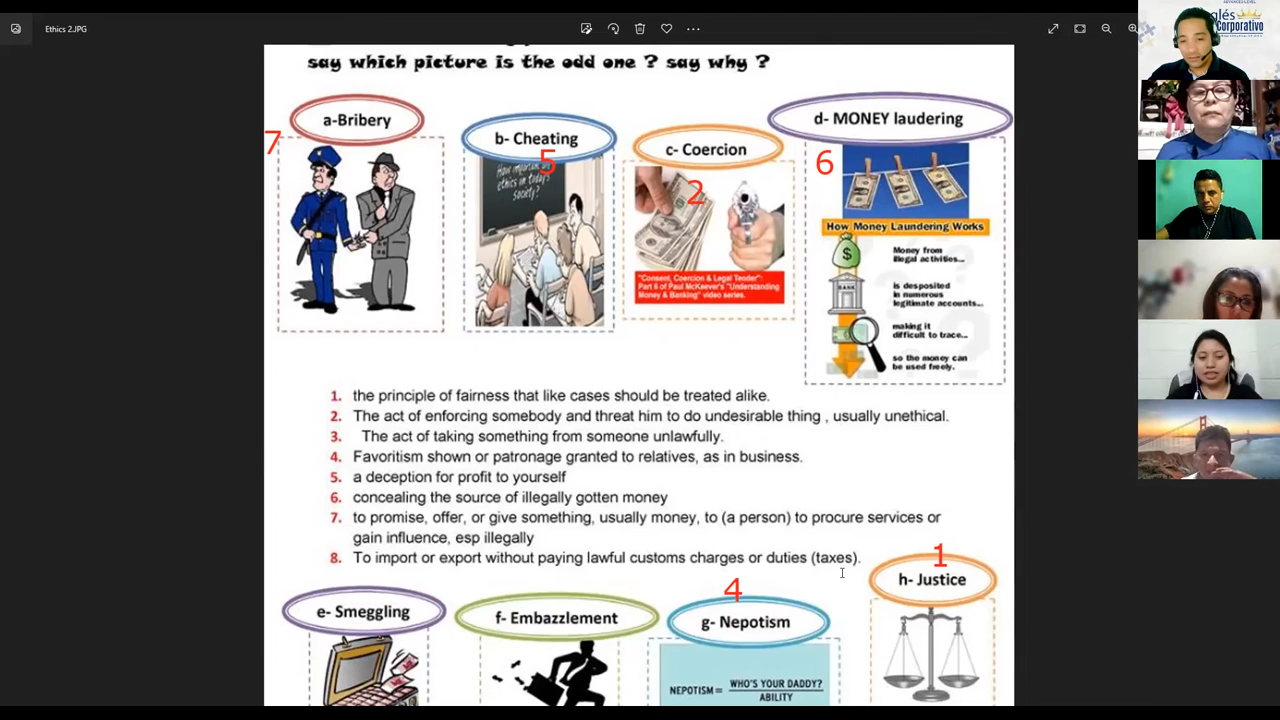 Ethics 2.JPG
ADVANCED LEVEL
Inglés
Corporativo
say which picture is the odd one ? say why ?
a-Bribery
7
b- Cheating
5
How important are
ethics in today's
society?
c- Coercion
2
"Consent, Coercion & Legal Tender":
Part 6 of Paul McKeever's "Understanding
Money & Banking" video series.
d- MONEY laudering
6
How Money Laundering Works
Money from
illegal activities...
BANK
is desposited
in numerous
legitimate accounts...
making it
difficult to trace...
so the money can
be used freely.
1. the principle of fairness that like cases should be treated alike.
2. The act of enforcing somebody and threat him to do undesirable thing , usually unethical.
3. The act of taking something from someone unlawfully.
4. Favoritism shown or patronage granted to relatives, as in business.
5. a deception for profit to yourself
6. concealing the source of illegally gotten money
7. to promise, offer, or give something, usually money, to (a person) to procure services or
gain influence, esp illegally
8. To import or export without paying lawful customs charges or duties (taxes).
e- Smeggling
f- Embazzlement
4
g- Nepotism
NEPOTISM = WHO'S YOUR DADDY?
ABILITY
1
h- Justice